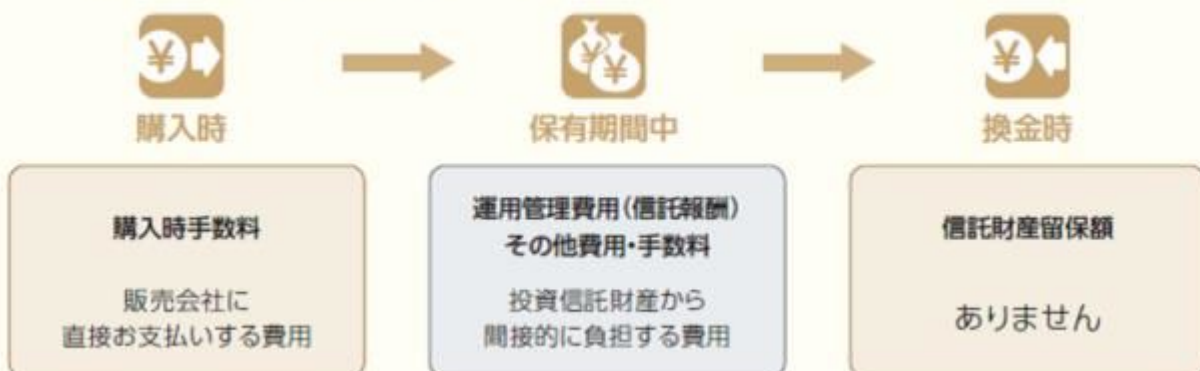 ¥
購入時
購入時手数料
販売会社に
直接お支払いする費用
¥
¥
保有期間中
運用管理費用(信託報酬)
その他費用・手数料
投資信託財産から
間接的に負担する費用
¥
換金時
信託財産留保額
ありません